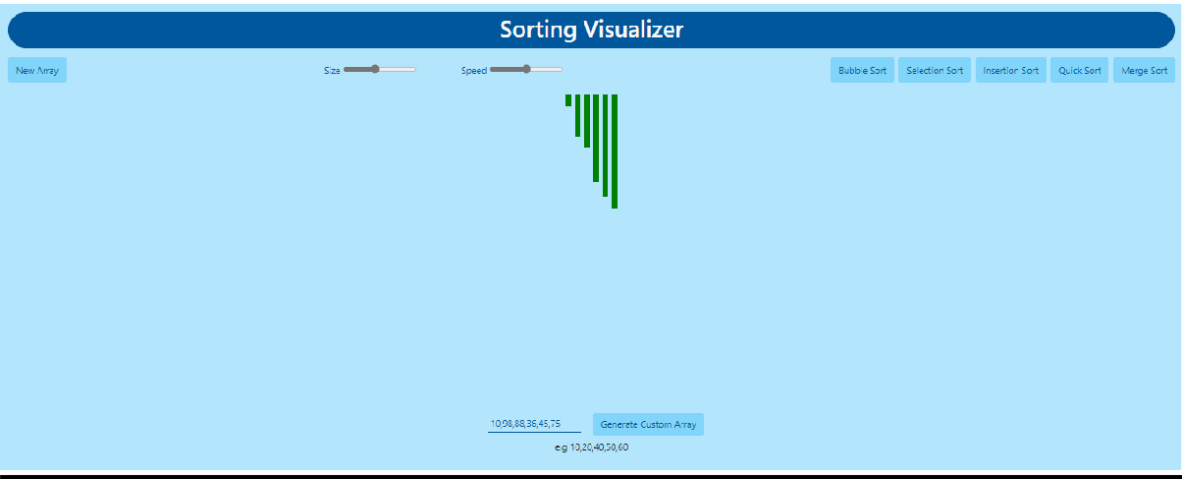 Sorting Visualizer
New Array
Size
Speed
Bubble Sort
Selection Sort
Insertion Sort
Quick Sort
Merge Sort
10,98,88,36,45,75
Generate Custom Array
e.g 10,20,40,50,60